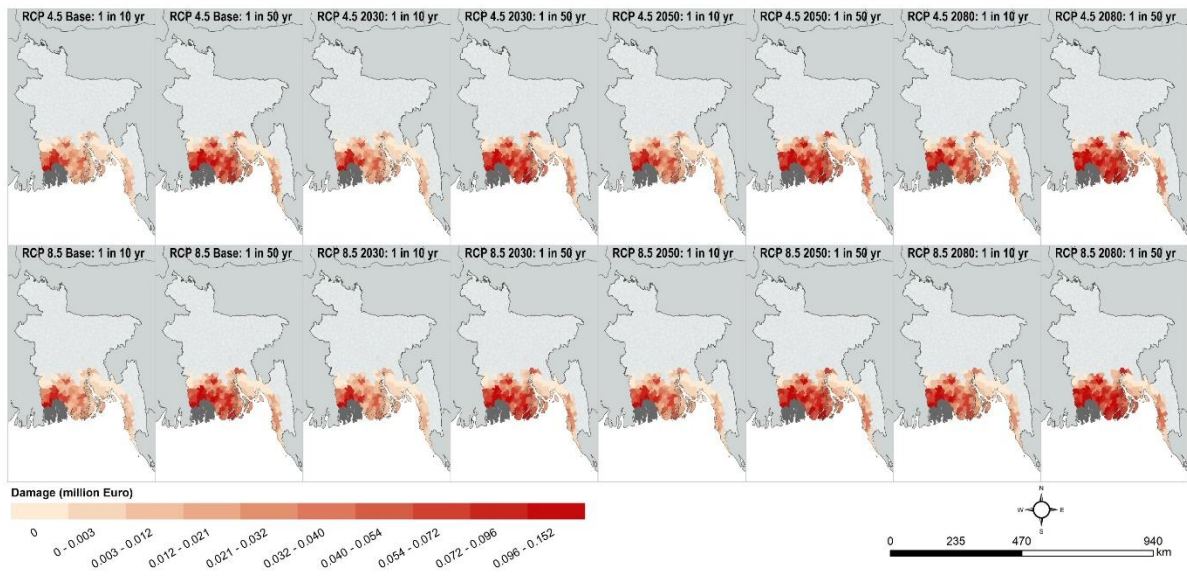 RCP 4.5 Base: 1 in 10 yr
RCP 4.5 Base: 1 in 50 yr
RCP 4.5 2030: 1 in 10 yr
RCP 4.5 2030: 1 in 50 yr
RCP 4.5 2050: 1 in 10 yr
RCP 4.5 2050: 1 in 50 yr
RCP 4.5 2080: 1 in 10 yr
RCP 4.5 2080: 1 in 50 yr
RCP 8.5 Base: 1 in 10 yr
RCP 8.5 Base: 1 in 50 yr
RCP 8.5 2030: 1 in 10 yr
RCP 8.5 2030: 1 in 50 yr
RCP 8.5 2050: 1 in 10 yr
RCP 8.5 2050: 1 in 50 yr
RCP 8.5 2080: 1 in 10 yr
RCP 8.5 2080: 1 in 50 yr
Damage (million Euro)
0
0 - 0.003
0.003 - 0.012
0.012 - 0.021
0.021 - 0.032
0.032 - 0.040
0.040 - 0.054
0.054 - 0.072
0.072 - 0.096
0.096 - 0.152
N
W E
S
0 235 470 940
km